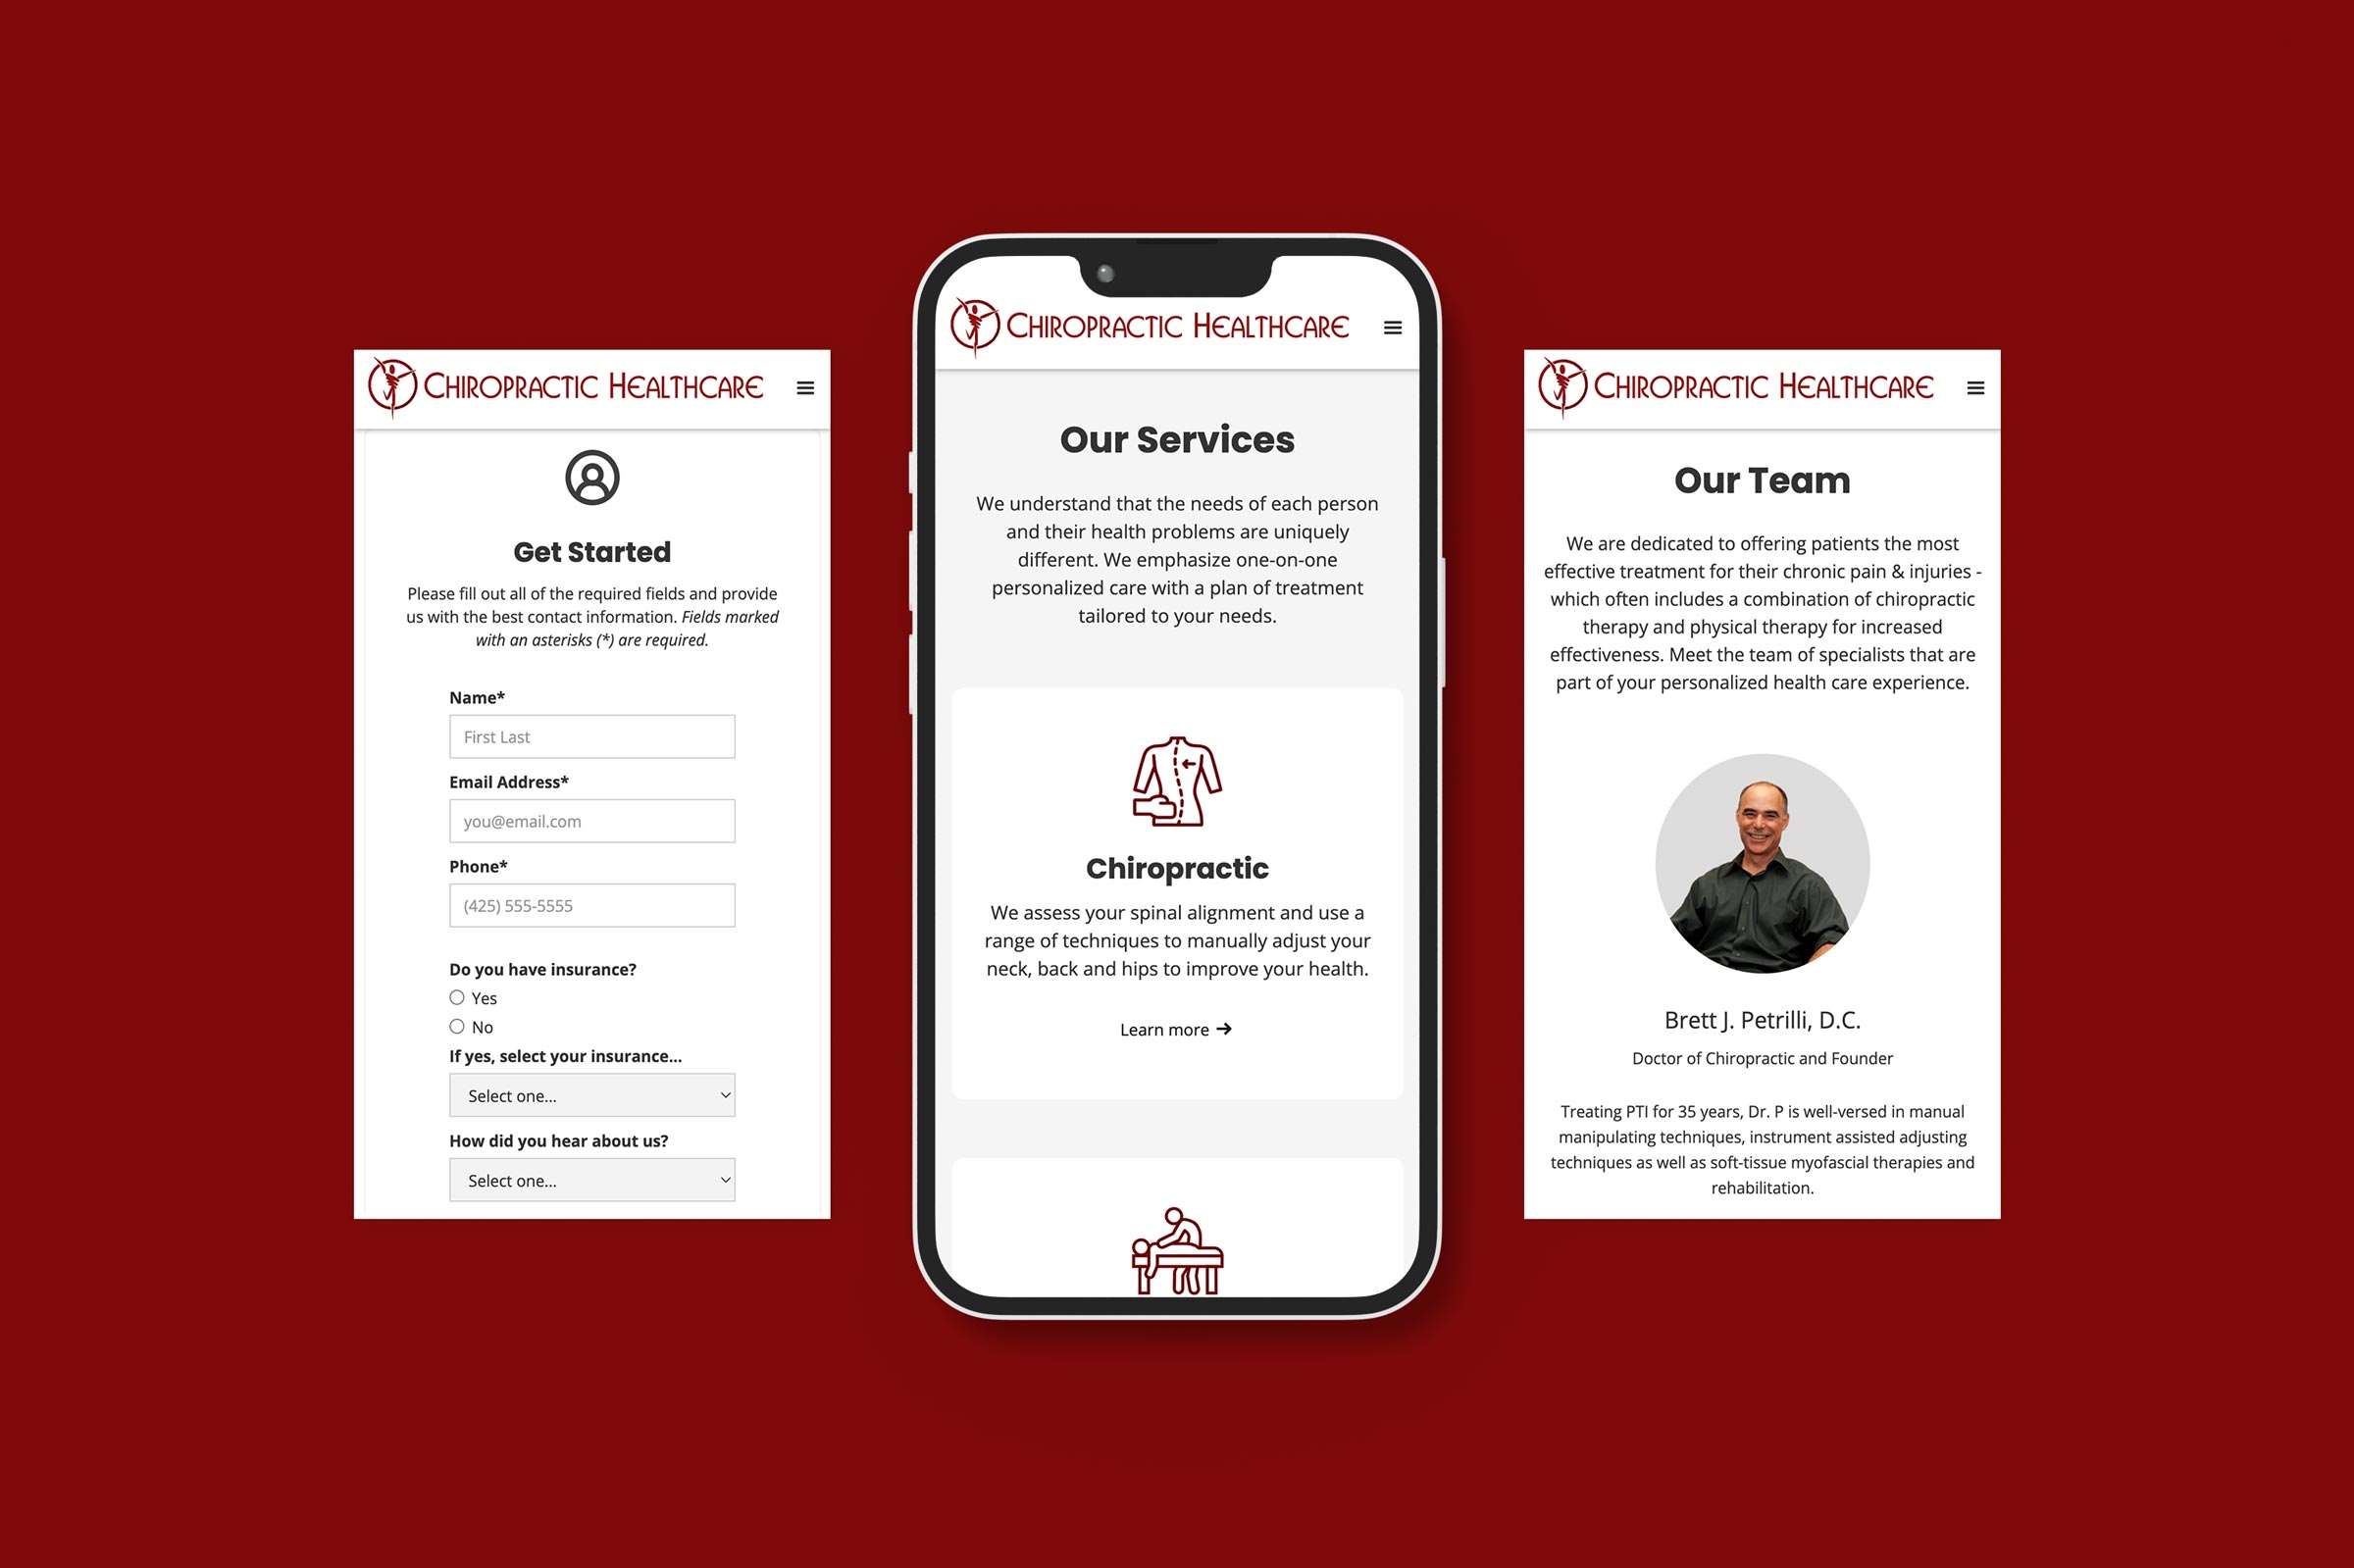 CHIROPRACTIC HEALTHCARE
Get Started
Please fill out all of the required fields and provide
us with the best contact information. Fields marked
with an asterisks (*) are required.
Name*
First Last
Email Address*
you@email.com
Phone*
(425) 555-5555
Do you have insurance?
Yes
No
If yes, select your insurance...
Select one...
How did you hear about us?
Select one...
CHIROPRACTIC HEALTHCARE
Our Services
We understand that the needs of each person
and their health problems are uniquely
different. We emphasize one-on-one
personalized care with a plan of treatment
tailored to your needs.
Chiropractic
We assess your spinal alignment and use a
range of techniques to manually adjust your
neck, back and hips to improve your health.
Learn more →
CHIROPRACTIC HEALTHCARE
Our Team
We are dedicated to offering patients the most
effective treatment for their chronic pain & injuries -
which often includes a combination of chiropractic
therapy and physical therapy for increased
effectiveness. Meet the team of specialists that are
part of your personalized health care experience.
Brett J. Petrilli, D.C.
Doctor of Chiropractic and Founder
Treating PTI for 35 years, Dr. P is well-versed in manual
manipulating techniques, instrument assisted adjusting
techniques as well as soft-tissue myofascial therapies and
rehabilitation.